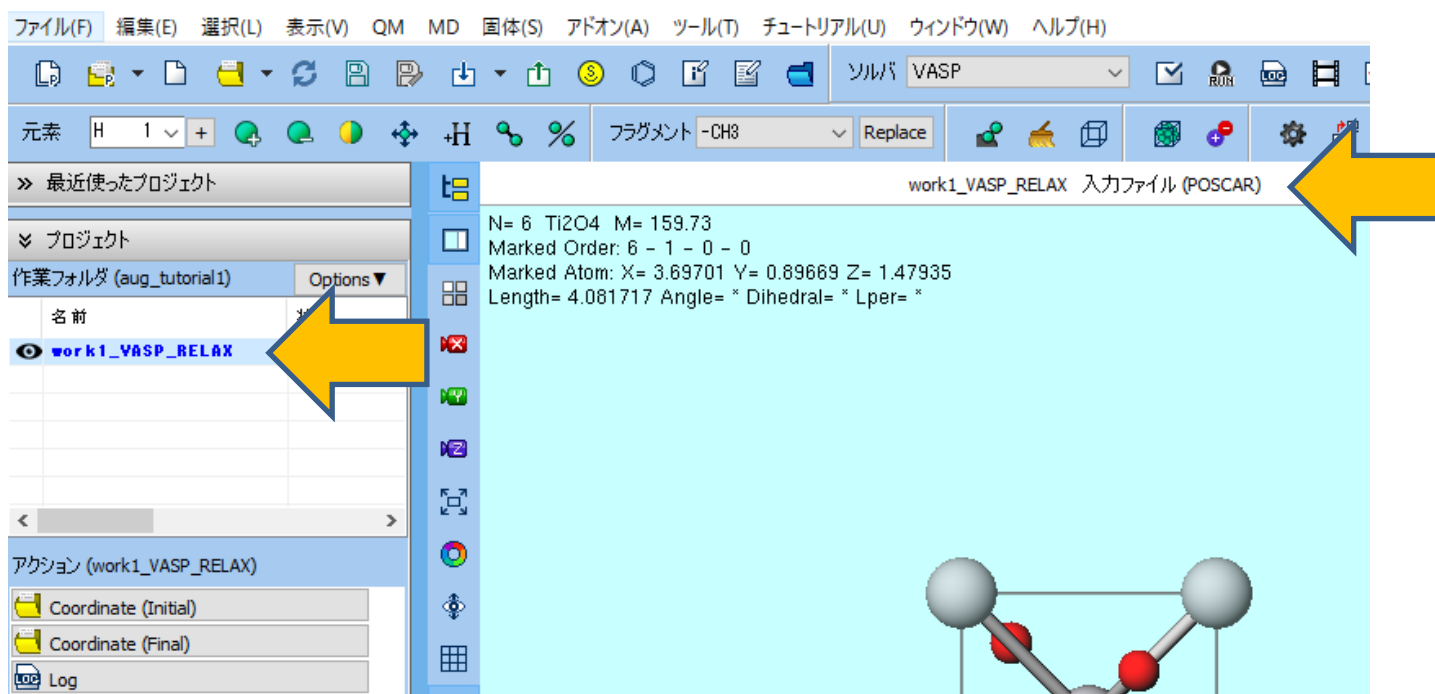 ファイル(F) 編集(E) 選択(L) 表示(V) QM MD 固体(S) アドオン(A) ツール(T) チュートリアル(U) ウィンドウ(W) ヘルプ(H)
ソルバ VASP RUN LOG
元素 H 1 + +H フラグメント -CH3 Replace
» 最近使ったプロジェクト
work1_VASP_RELAX 入力ファイル (POSCAR)
プロジェクト
作業フォルダ (aug_tutorial1) Options▼
名前
work1_VASP_RELAX
N= 6 Ti2O4 M= 159.73
Marked Order: 6 - 1 - 0 - 0
Marked Atom: X= 3.69701 Y= 0.89669 Z= 1.47935
Length= 4.081717 Angle= * Dihedral= * Lper= *
X
Y
Z
アクション (work1_VASP_RELAX)
Coordinate (Initial)
Coordinate (Final)
LOG Log